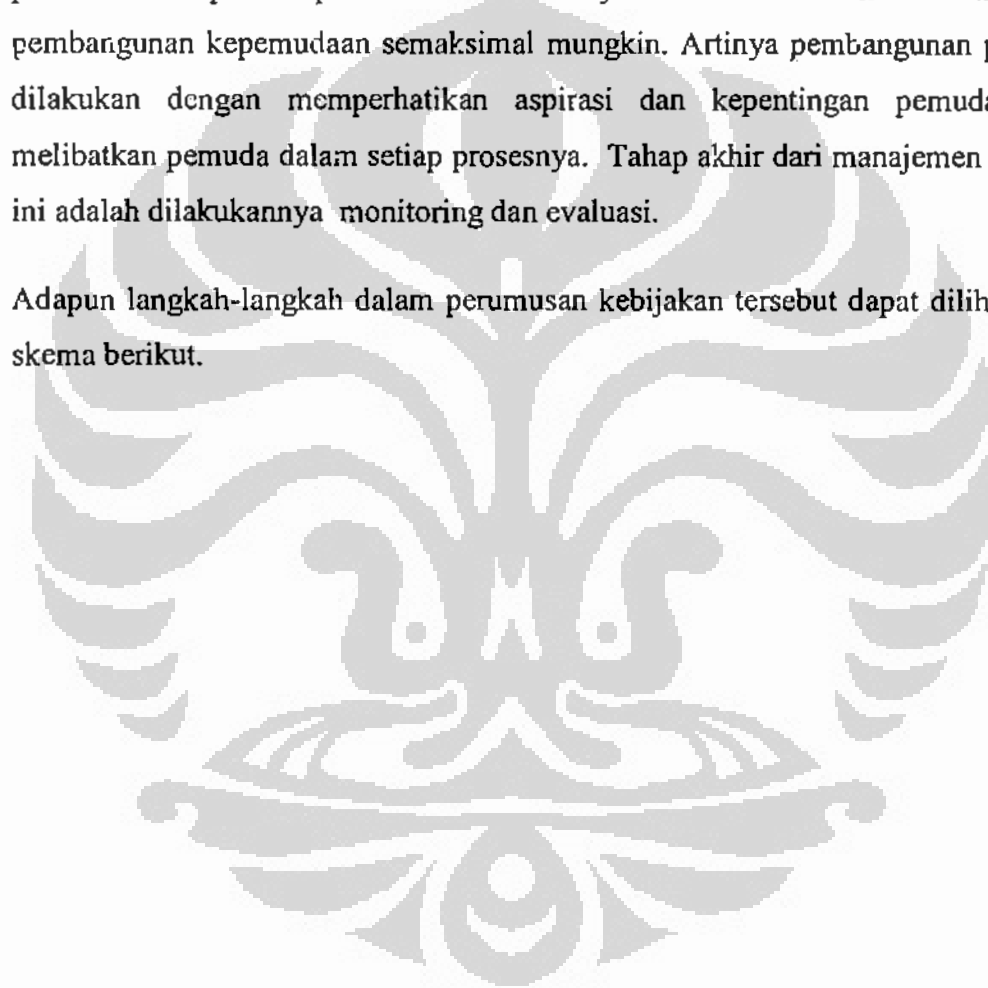 pembangunan kepemudaan semaksimal mungkin. Artinya pembangunan
dilakukan dengan memperhatikan aspirasi dan kepentingan pemuda
melibatkan pemuda dalam setiap prosesnya. Tahap akhir dari manajemen
ini adalah dilakukannya monitoring dan evaluasi.
Adapun langkah-langkah dalam perumusan kebijakan tersebut dapat
skema berikut.